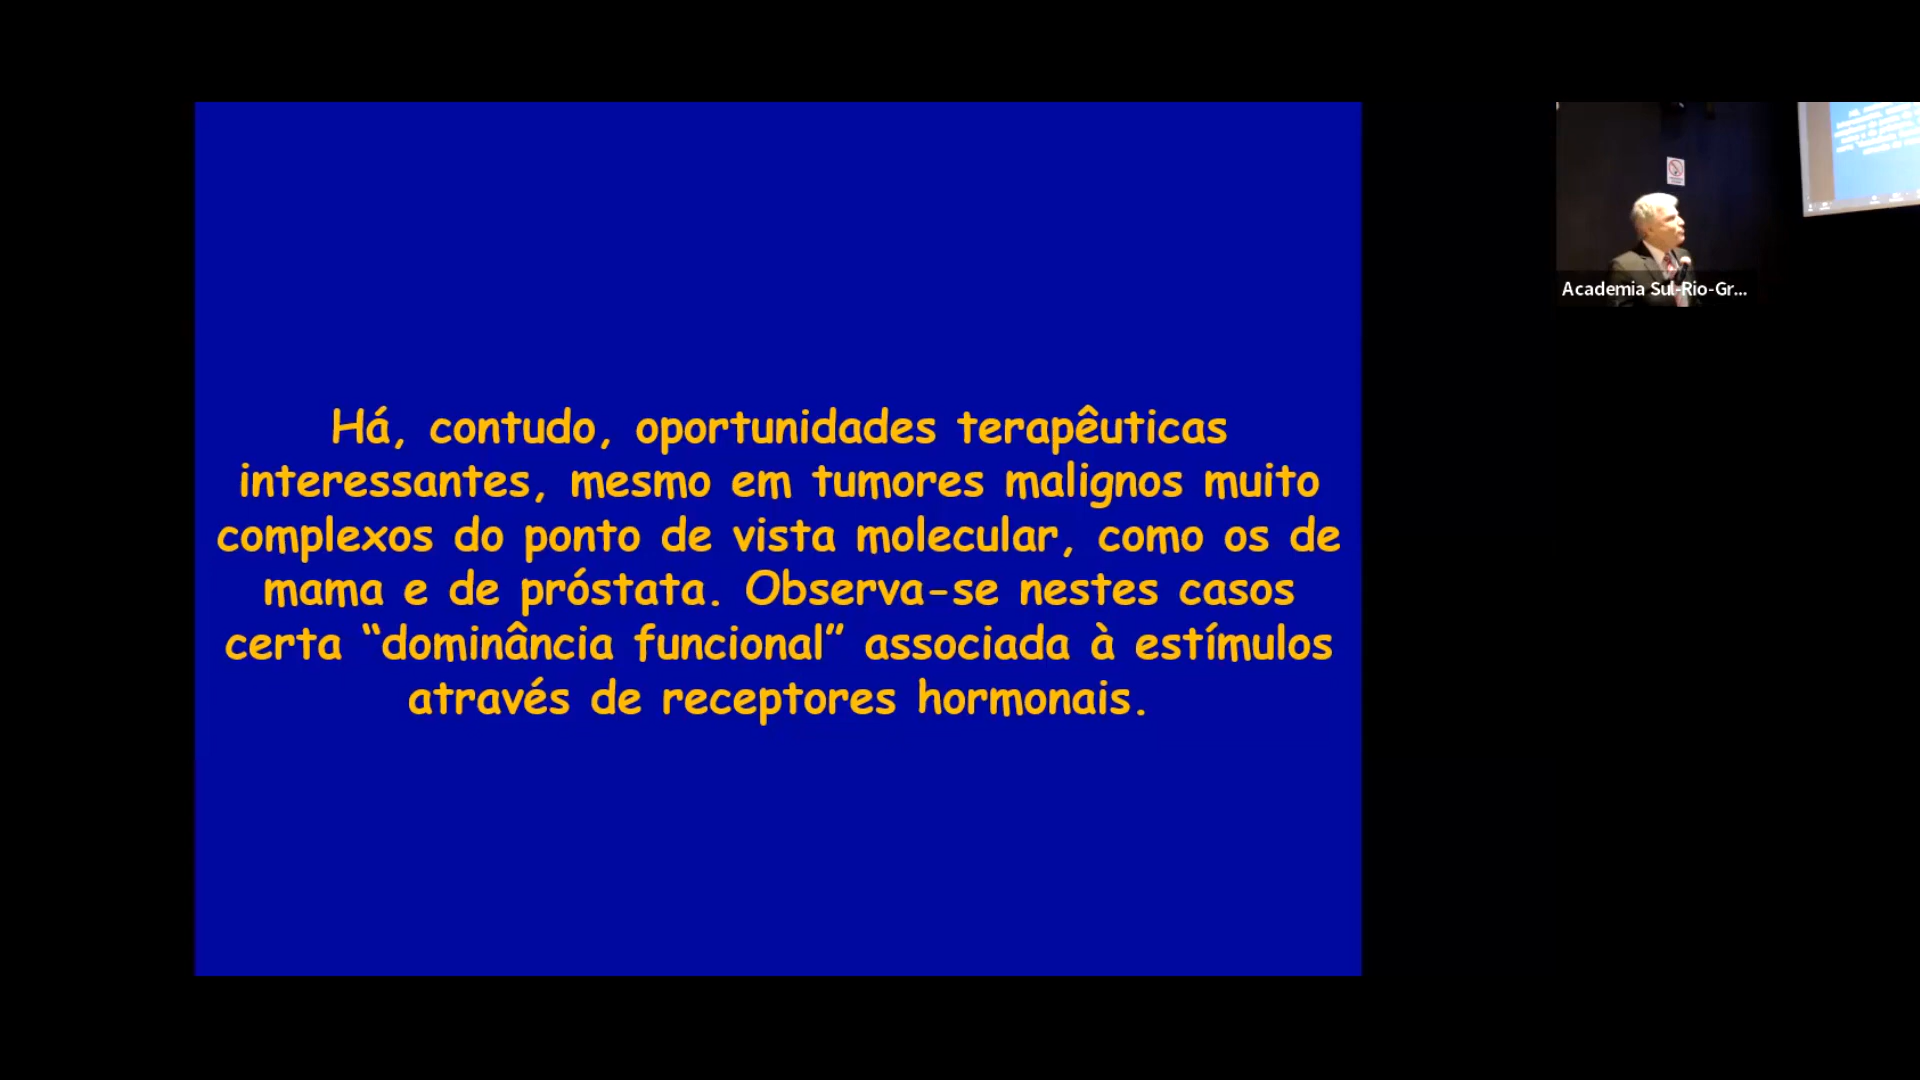 Há, contudo, oportunidades terapêuticas
interessantes, mesmo em tumores malignos muito
complexos do ponto de vista molecular, como os de
mama e de próstata. Observa-se nestes casos
certa “dominância funcional” associada à estímulos
através de receptores hormonais.
Academia Sul-Rio-Gr...